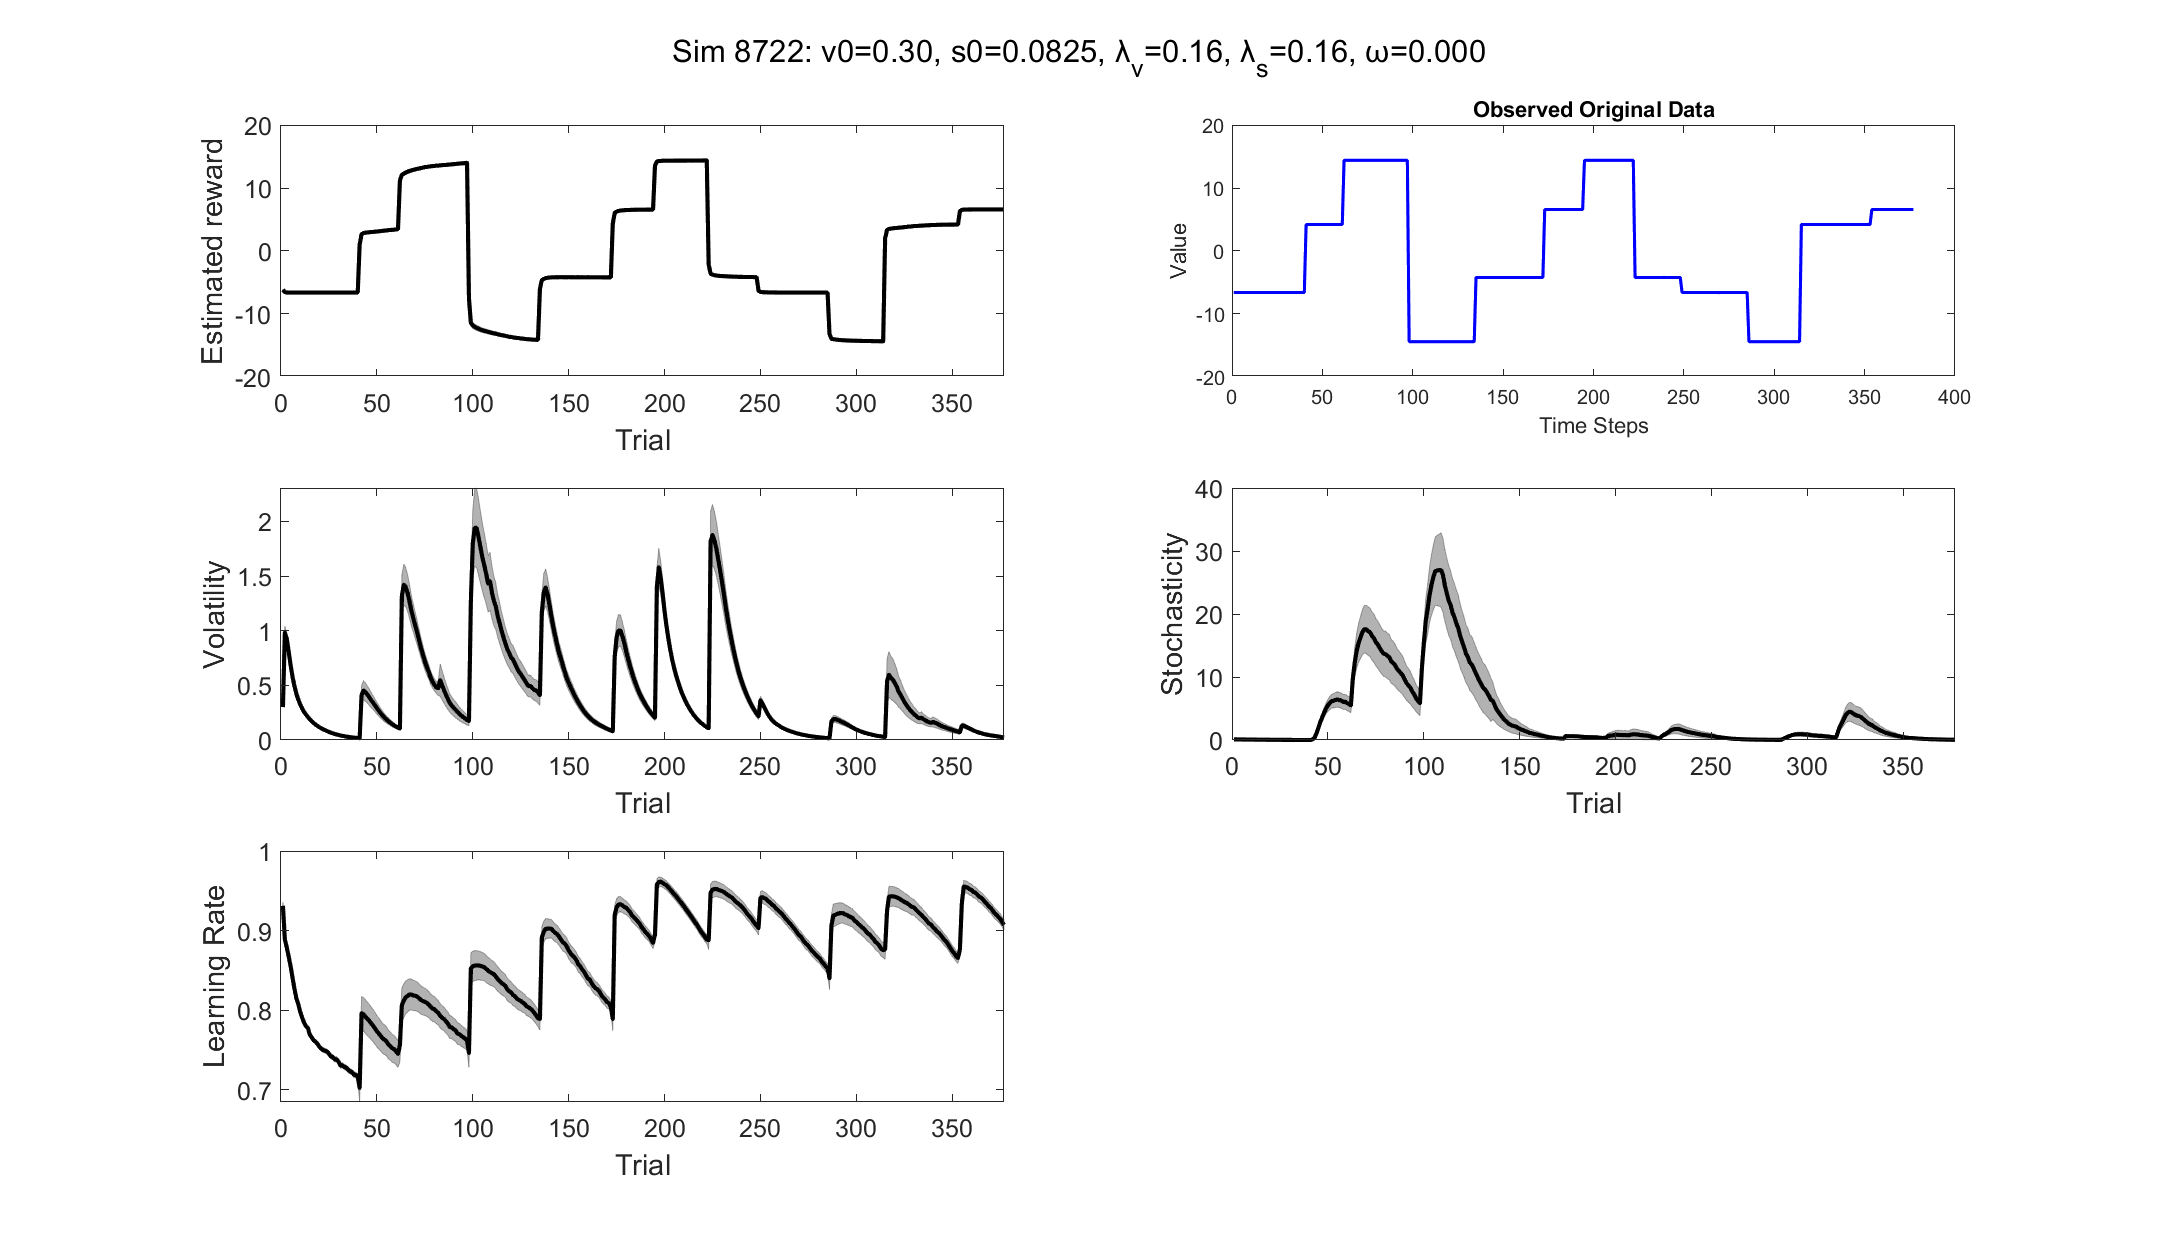 Sim 8722: v0=0.30, s0=0.0825, λ_v=0.16, λ_s=0.16, ω=0.000
Estimated reward
20
10
0
-10
-20
0 50 100 150 200 250 300 350
Trial
Observed Original Data
Value
20
10
0
-10
-20
0 50 100 150 200 250 300 350 400
Time Steps
Volatility
2
1.5
1
0.5
0
0 50 100 150 200 250 300 350
Trial
Stochasticity
40
30
20
10
0
0 50 100 150 200 250 300 350
Trial
Learning Rate
1
0.9
0.8
0.7
0 50 100 150 200 250 300 350
Trial